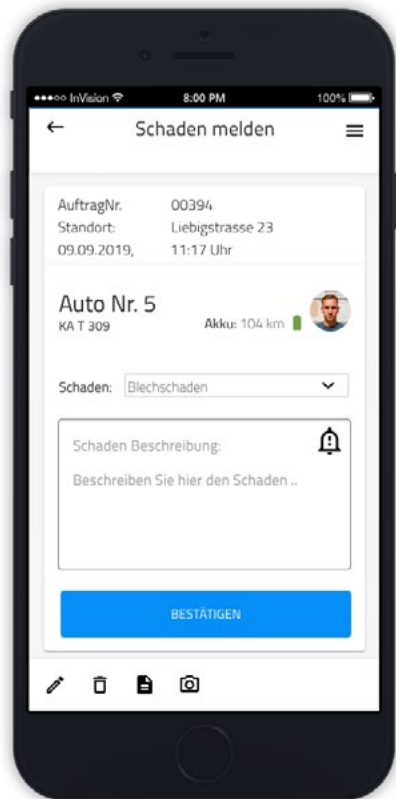 InVision 8:00 PM 100%
Schaden melden
AuftragNr. 00394
Standort: Liebigstrasse 23
09.09.2019, 11:17 Uhr
Auto Nr. 5
KA T 309 Akku: 104 km
Schaden: Blechschaden
Schaden Beschreibung:
Beschreiben Sie hier den Schaden ..
BESTÄTIGEN